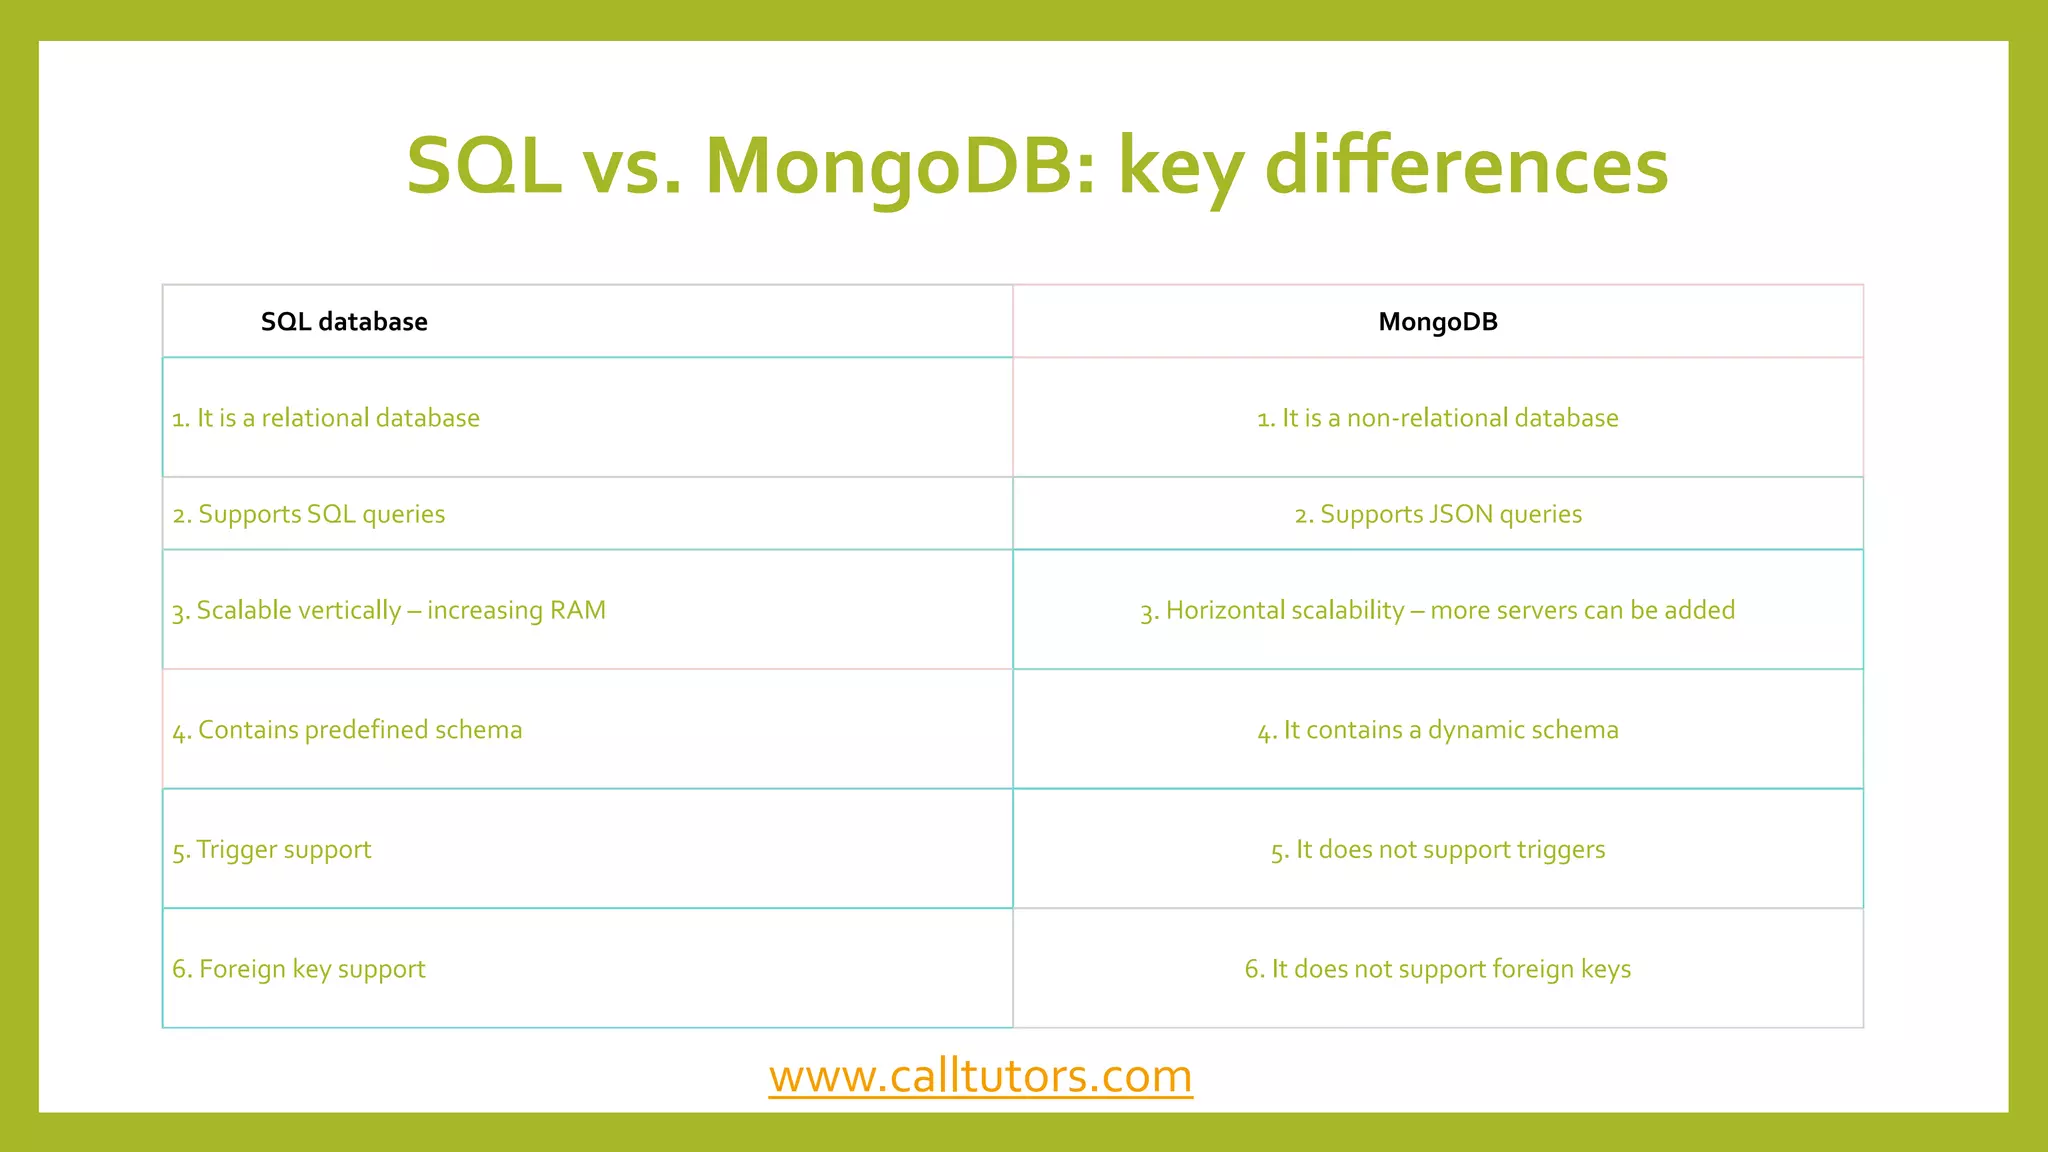 SQL vs. MongoDB: key differences
SQL database
MongoDB
1. It is a relational database
1. It is a non-relational database
2. Supports SQL queries
2. Supports JSON queries
3. Scalable vertically – increasing RAM
3. Horizontal scalability – more servers can be added
4. Contains predefined schema
4. It contains a dynamic schema
5. Trigger support
5. It does not support triggers
6. Foreign key support
6. It does not support foreign keys
www.calltutors.com